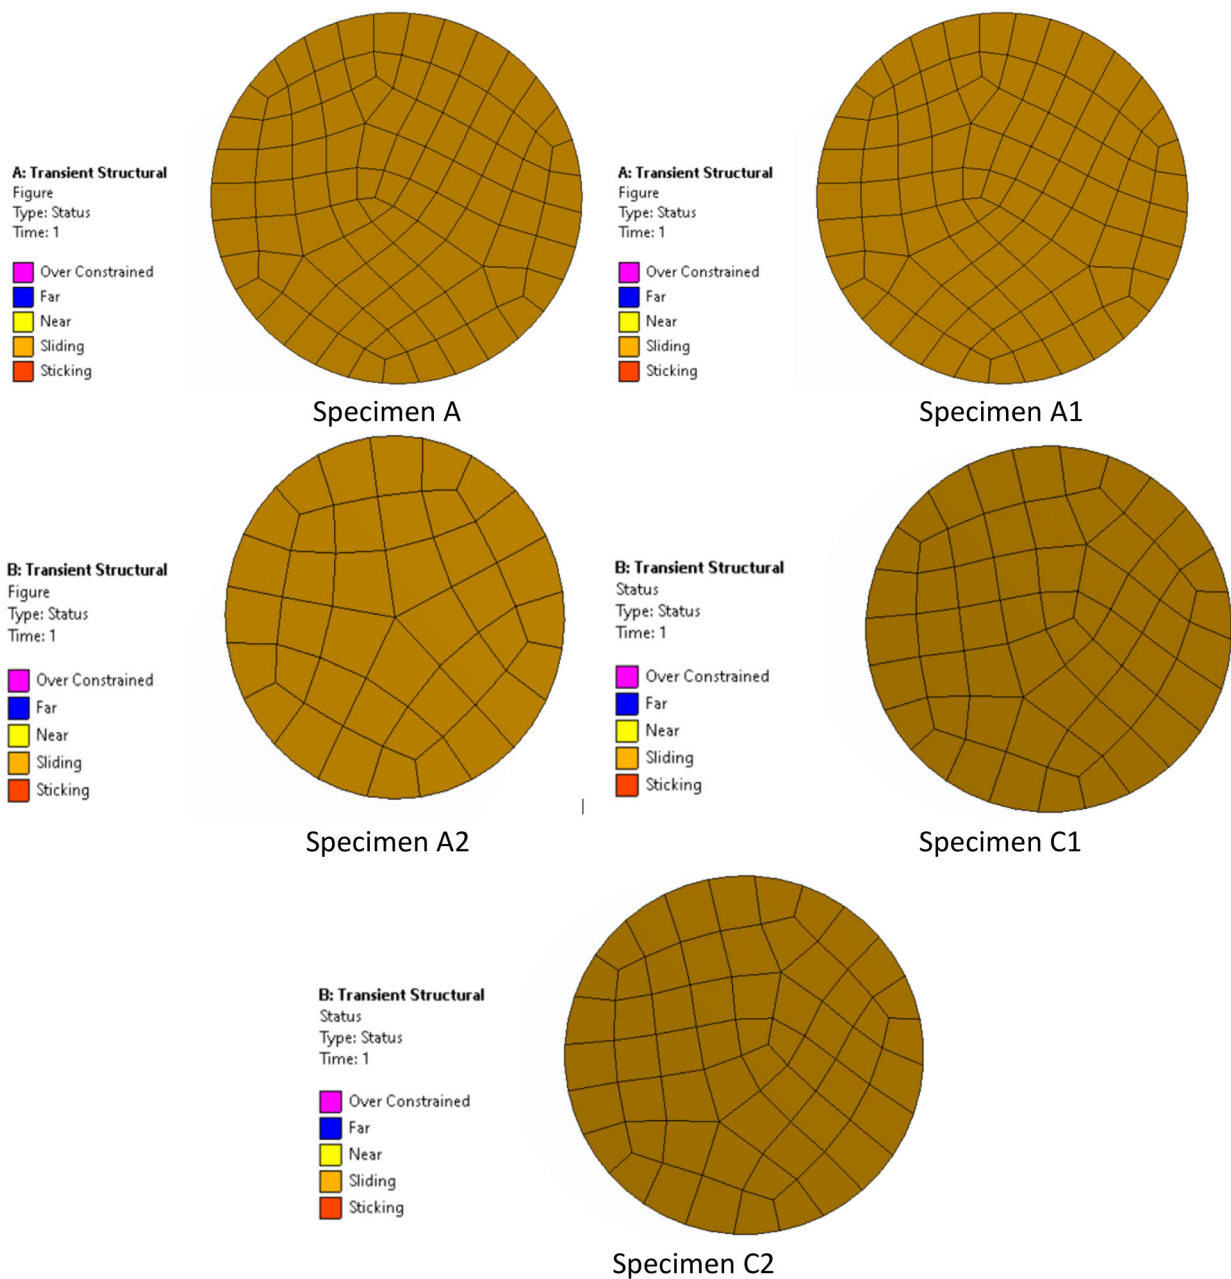 A: Transient Structural
Figure
Type: Status
Time: 1
Over Constrained
Far
Near
Sliding
Sticking
Specimen A
A: Transient Structural
Figure
Type: Status
Time: 1
Over Constrained
Far
Near
Sliding
Sticking
Specimen A1
B: Transient Structural
Figure
Type: Status
Time: 1
Over Constrained
Far
Near
Sliding
Sticking
Specimen A2
B: Transient Structural
Status
Type: Status
Time: 1
Over Constrained
Far
Near
Sliding
Sticking
Specimen C1
B: Transient Structural
Status
Type: Status
Time: 1
Over Constrained
Far
Near
Sliding
Sticking
Specimen C2